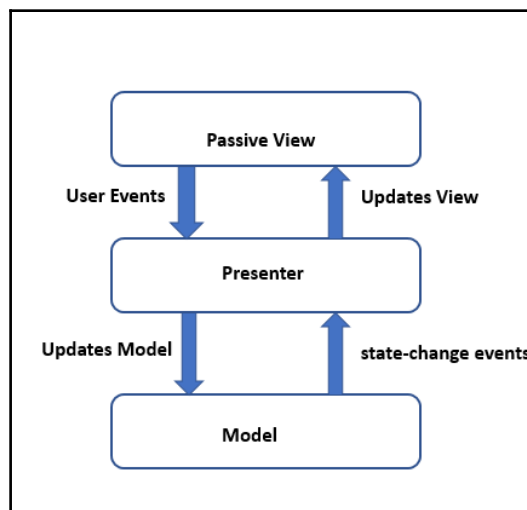 Passive View
User Events
Updates View
Presenter
Updates Model
state-change events
Model